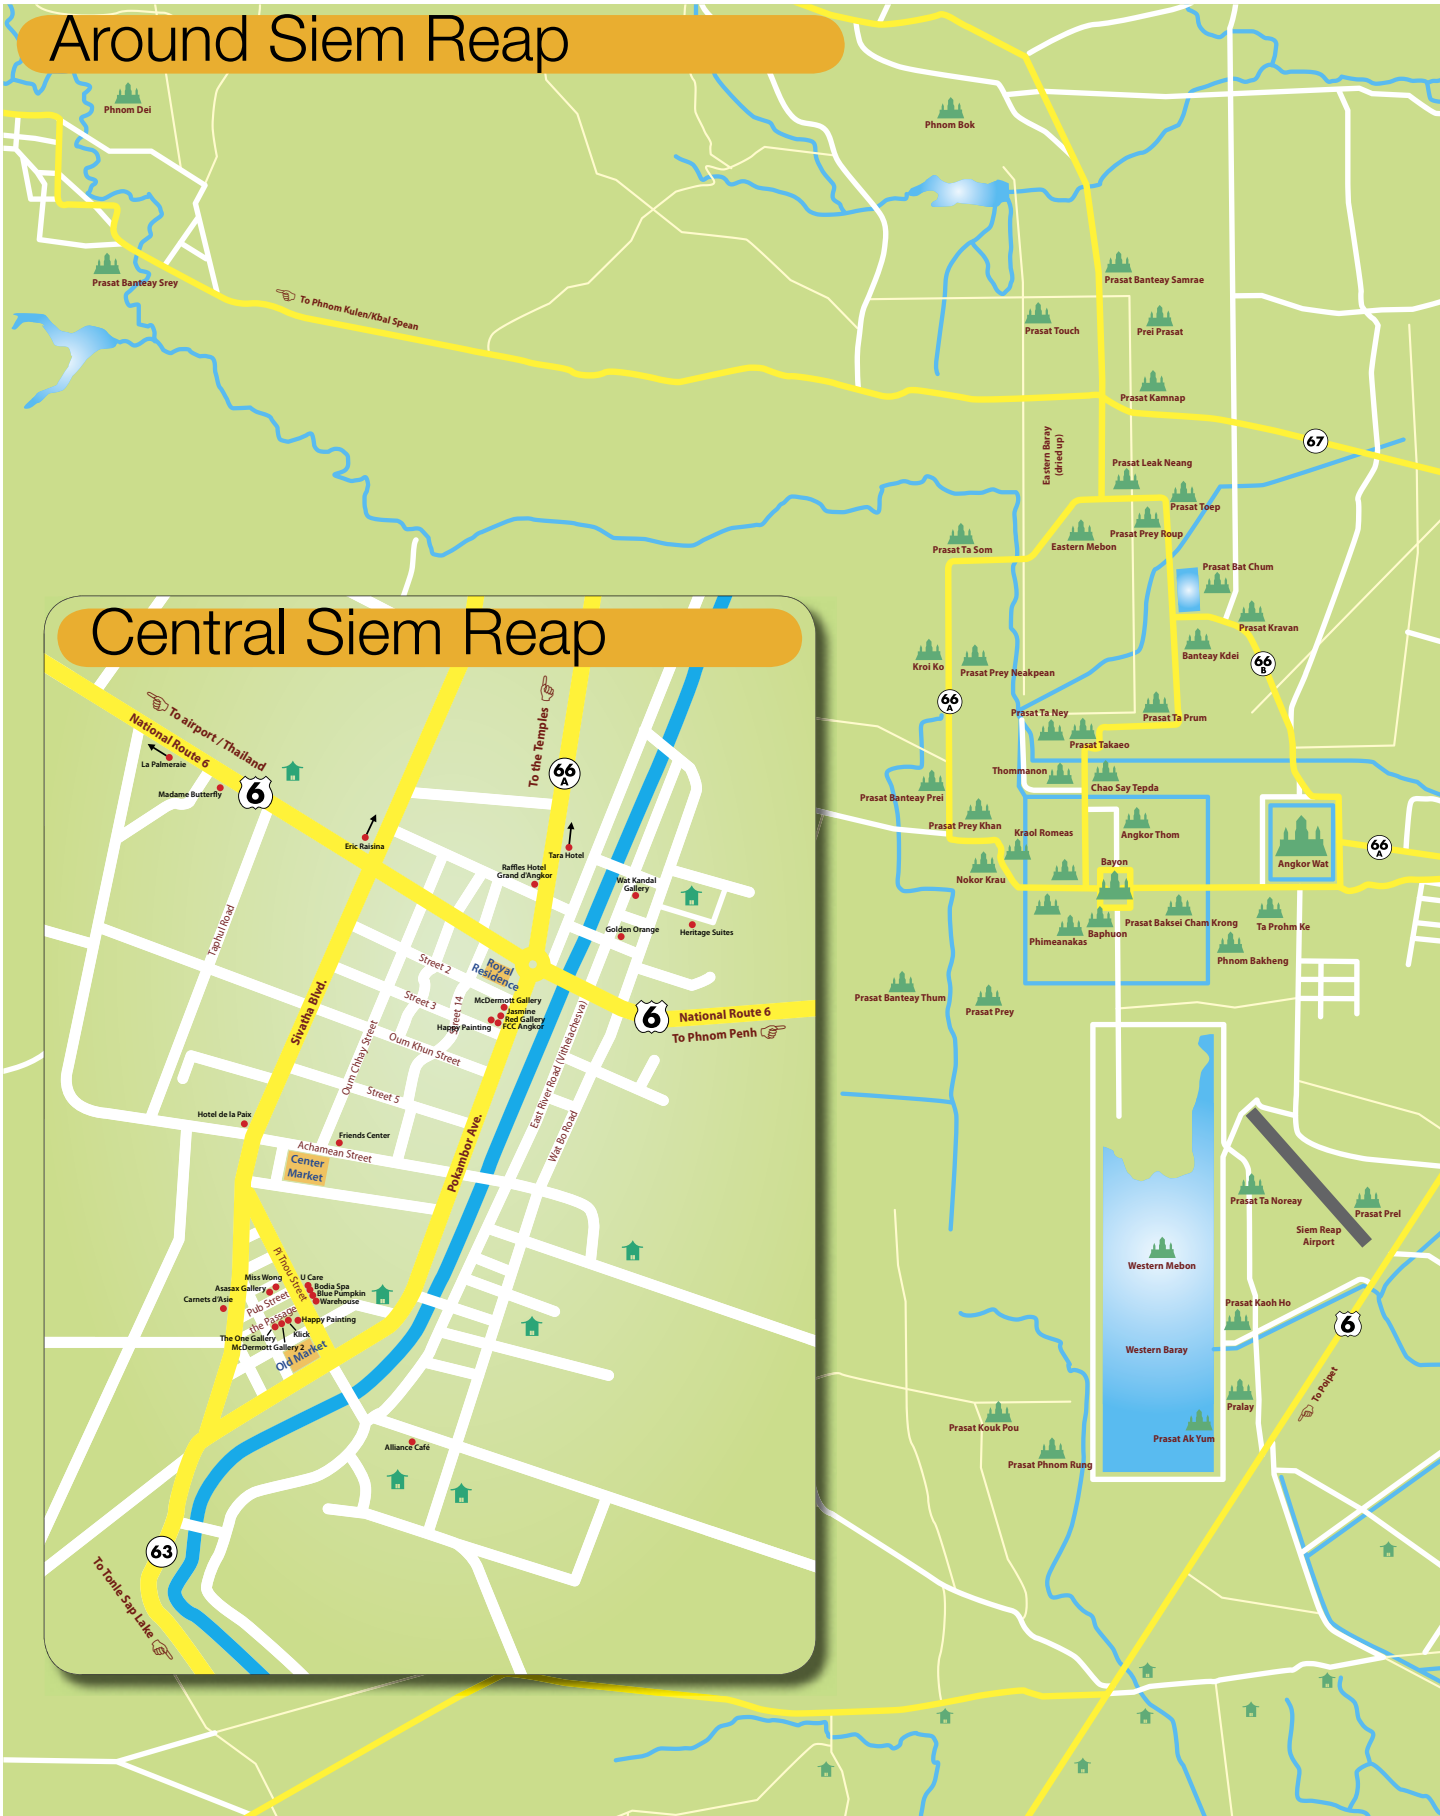 Around Siem Reap
Phnom Dei
Phnom Bok
Prasat Banteay Srey
To Phnom Kulen/Kbal Spean
Prasat Banteay Samrae
Prasat Touch
Prei Prasat
Prasat Kamnap
67
Eastern Baray
(dried up)
Prasat Leak Neang
Prasat Toep
Prasat Prey Roup
Eastern Mebon
Prasat Ta Som
Prasat Bat Chum
Prasat Kravan
Banteay Kdei
66
B
Kroi Ko
Prasat Prey Neakpean
66
A
Prasat Ta Ney
Prasat Ta Prum
Prasat Takaeo
Thommanon
Chao Say Tepda
Prasat Banteay Prei
Prasat Prey Khan
Kraol Romeas
Angkor Thom
Angkor Wat
66
A
Nokor Krau
Bayon
Phimeanakas
Baphuon
Prasat Baksei Cham Krong
Ta Prohm Ke
Phnom Bakheng
Prasat Banteay Thum
Prasat Prey
Prasat Ta Noreay
Prasat Prel
Siem Reap
Airport
Western Mebon
Prasat Kaoh Ho
6
Western Baray
To Poipet
Pralay
Prasat Ak Yum
Prasat Kouk Pou
Prasat Phnom Rung
Central Siem Reap
To airport / Thailand
National Route 6
La Palmeraie
Madame Butterfly
6
To the Temples
66
A
Eric Raisina
Tara Hotel
Raffles Hotel
Grand d'Angkor
Wat Kandal
Gallery
Golden Orange
Heritage Suites
Taphul Road
Sivatha Blvd.
Street 2
Street 3
Street 14
Royal
Residence
McDermott Gallery
Jasmine
Red Gallery
FCC Angkor
Happy Painting
6
National Route 6
To Phnom Penh
Oum Khun Street
Oum Chhay Street
Street 5
East River Road (Vitheiachesva)
Wat Bo Road
Pokambor Ave.
Hotel de la Paix
Friends Center
Achamean Street
Center
Market
Pi Thou Street
Miss Wong
Asasax Gallery
Carnets d'Asie
U Care
Bodia Spa
Blue Pumpkin
Warehouse
Pub Street
the Passage
Happy Painting
The One Gallery
Klick
McDermott Gallery 2
Old Market
Alliance Café
63
To Tonle Sap Lake